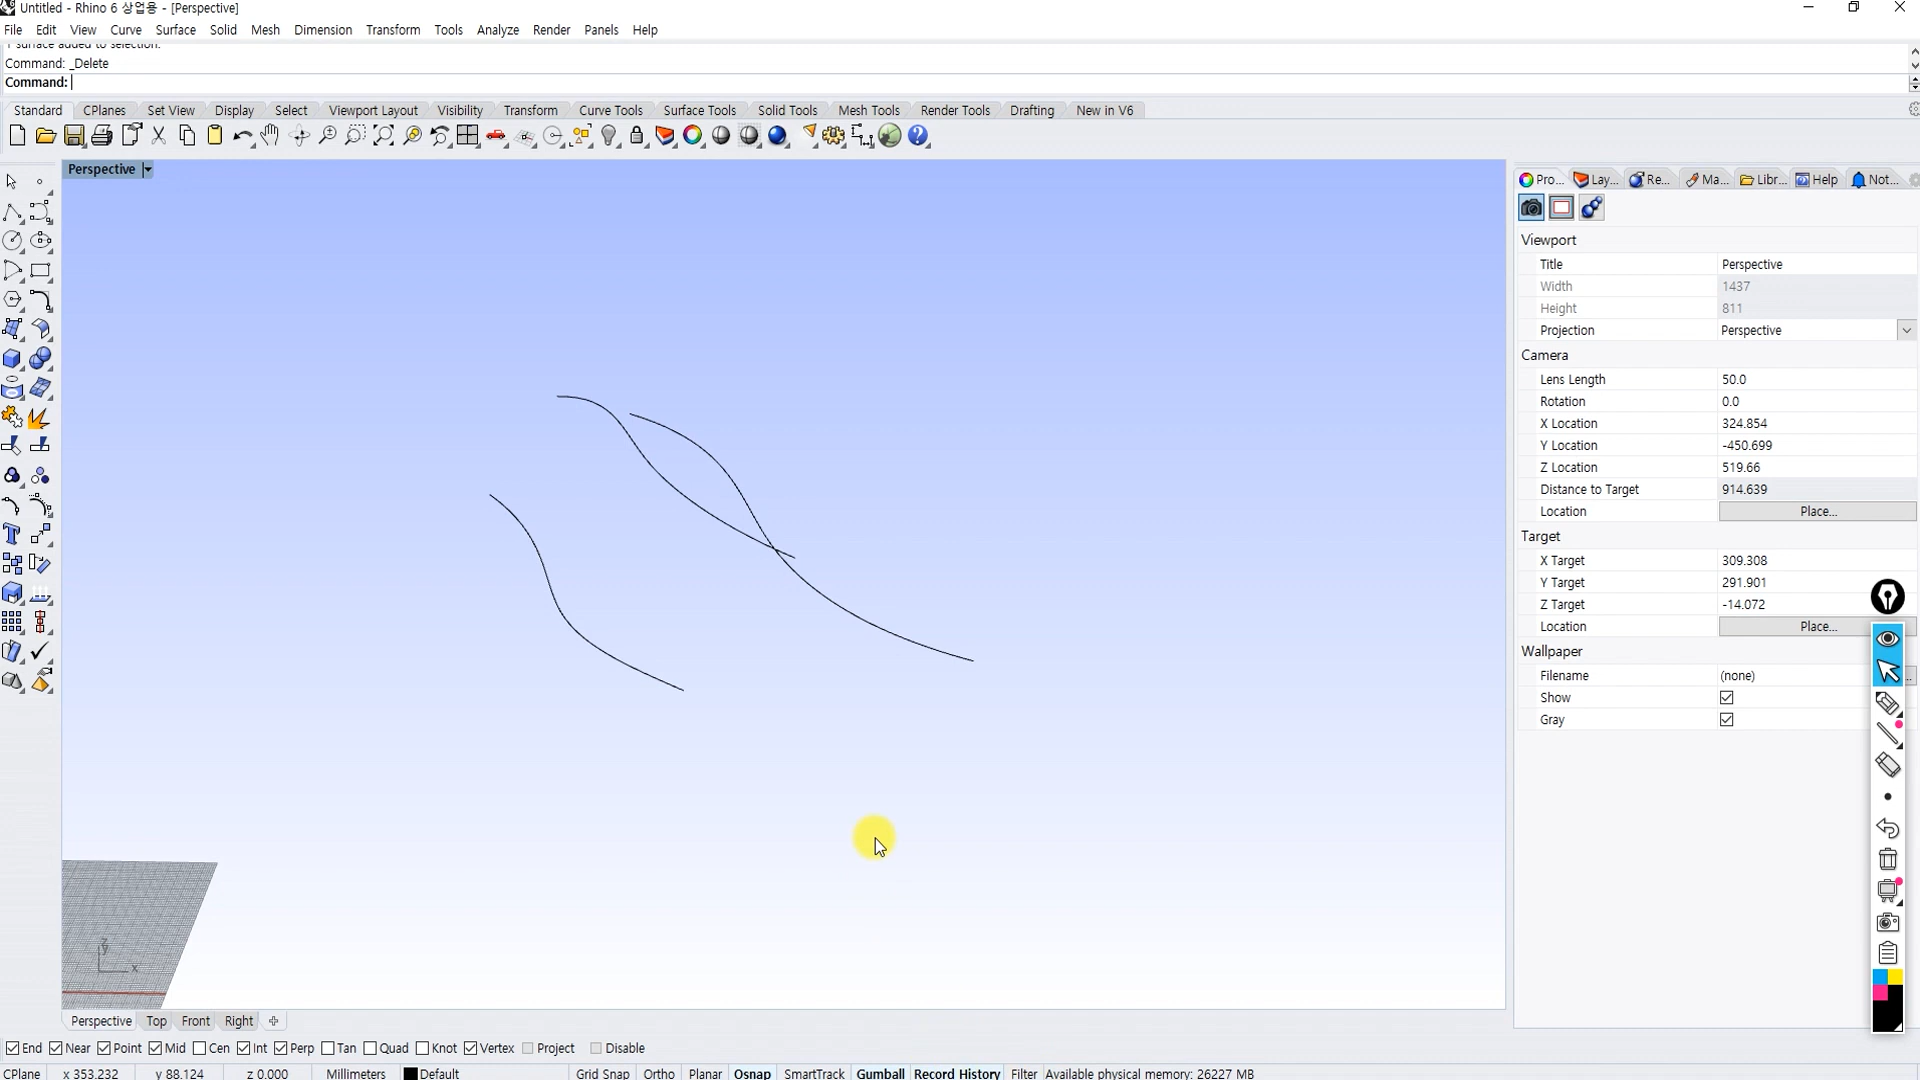 Untitled - Rhino 6 상업용 - [Perspective]
File Edit View Curve Surface Solid Mesh Dimension Transform Tools Analyze Render Panels Help
1 surface added to selection.
Command: _Delete
Command:
Standard CPlanes Set View Display Select Viewport Layout Visibility Transform Curve Tools Surface Tools Solid Tools Mesh Tools Render Tools Drafting New in V6
Perspective
Pro... Lay... Re... Ma... Libr... Help Not...
Viewport
Title Perspective
Width 1437
Height 811
Projection Perspective
Camera
Lens Length 50.0
Rotation 0.0
X Location 324.854
Y Location -450.699
Z Location 519.66
Distance to Target 914.639
Location Place...
Target
X Target 309.308
Y Target 291.901
Z Target -14.072
Location Place...
Wallpaper
Filename (none)
Show
Gray
z
y
x
Perspective Top Front Right
End Near Point Mid Cen Int Perp Tan Quad Knot Vertex Project Disable
CPlane x 353.232 y 88.124 z 0.000 Millimeters Default Grid Snap Ortho Planar Osnap SmartTrack Gumball Record History Filter Available physical memory: 26227 MB